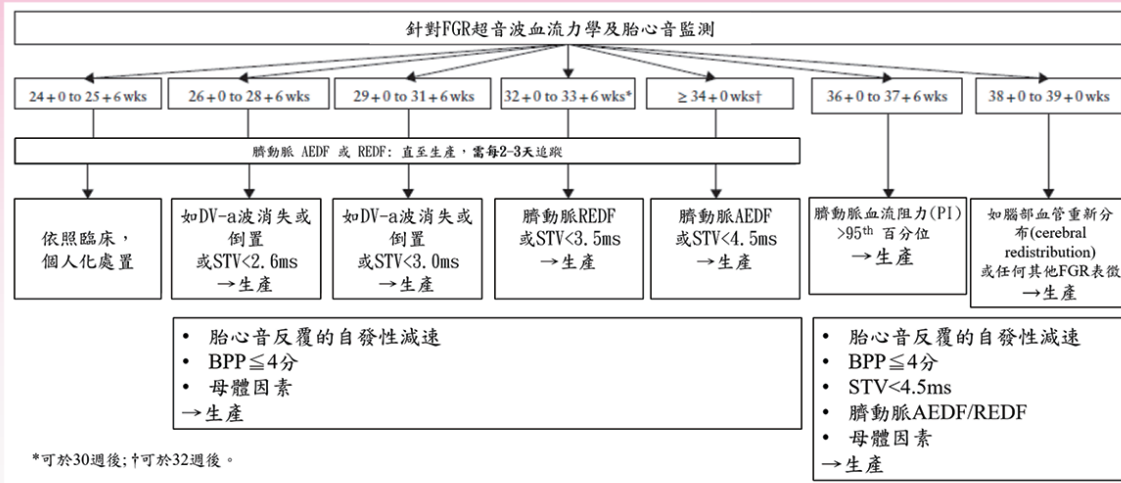 針對FGR超音波血流力學及胎心音監測
24+0 to 25+6 wks
26+0 to 28+6 wks
29+0 to 31+6 wks
32+0 to 33+6 wks*
≥ 34+0 wks†
36+0 to 37+6 wks
38+0 to 39+0 wks
臍動脈 AEDF 或 REDF: 直至生產，需每2-3天追蹤
依照臨床，
個人化處置
如DV-a波消失或
倒置
或STV<2.6ms
→生產
如DV-a波消失或
倒置
或STV<3.0ms
→生產
臍動脈REDF
或STV<3.5ms
→生產
臍動脈AEDF
或STV<4.5ms
→生產
臍動脈血流阻力(PI)
>95th 百分位
→生產
如腦部血管重新分
布(cerebral
redistribution)
或任何其他FGR表徵
→生產
• 胎心音反覆的自發性減速
• BPP≦4分
• 母體因素
→生產
• 胎心音反覆的自發性減速
• BPP≦4分
• STV<4.5ms
• 臍動脈AEDF/REDF
• 母體因素
→生產
*可於30週後; †可於32週後。